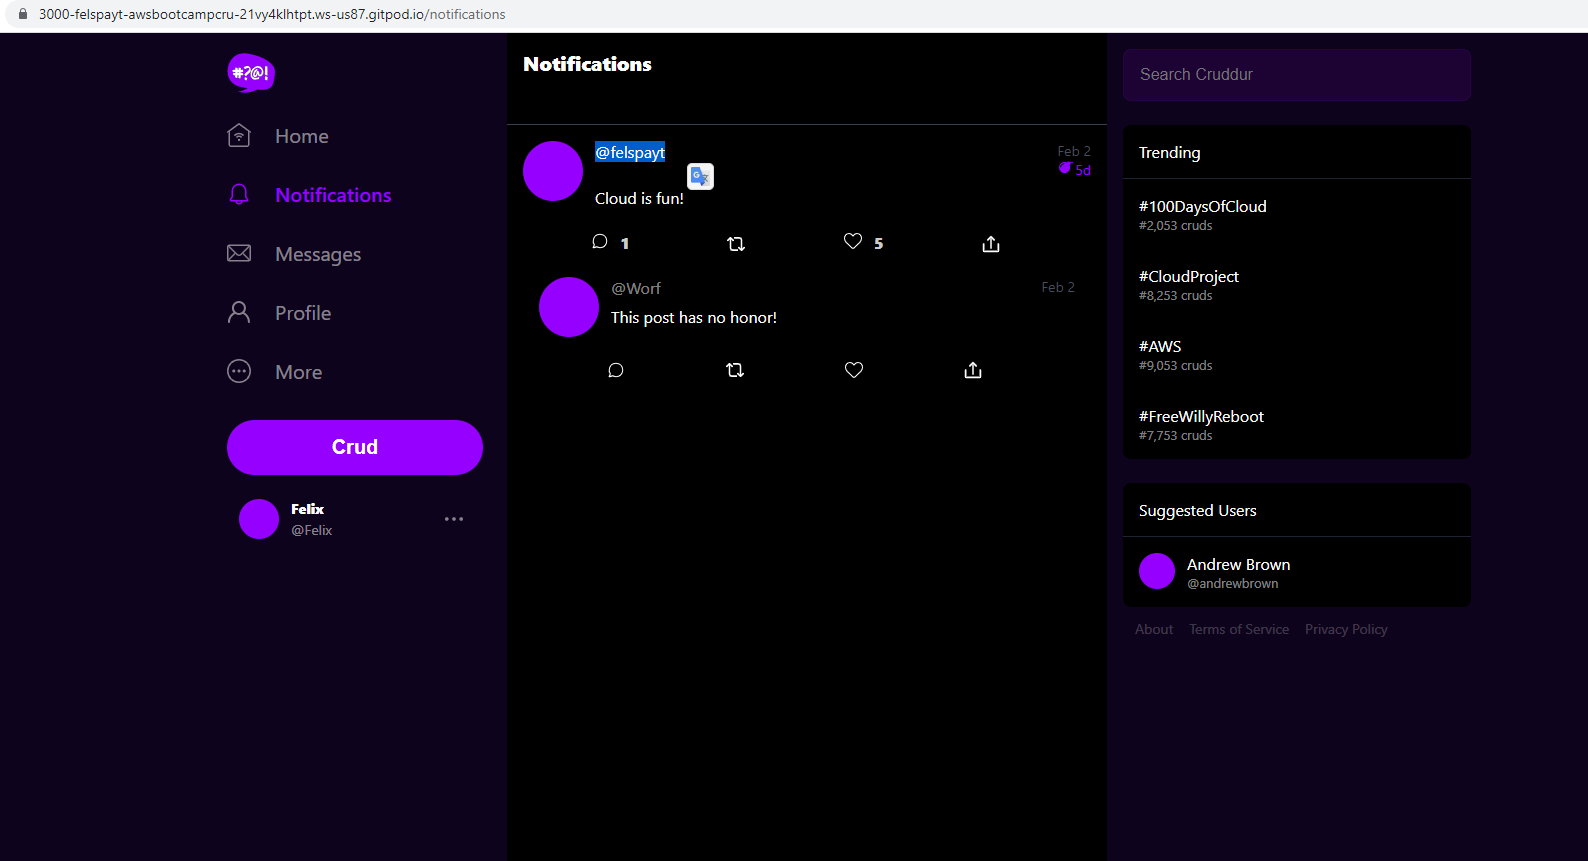 3000-felspayt-awsbootcampcru-21vy4klhtpt.ws-us87.gitpod.io/notifications
#?@!
Home
Notifications
Messages
Profile
More
Crud
Felix
@Felix
Notifications
@felspayt
Feb 2
5d
Cloud is fun!
1
5
@Worf
Feb 2
This post has no honor!
Search Cruddur
Trending
#100DaysOfCloud
#2,053 cruds
#CloudProject
#8,253 cruds
#AWS
#9,053 cruds
#FreeWillyReboot
#7,753 cruds
Suggested Users
Andrew Brown
@andrewbrown
About Terms of Service Privacy Policy